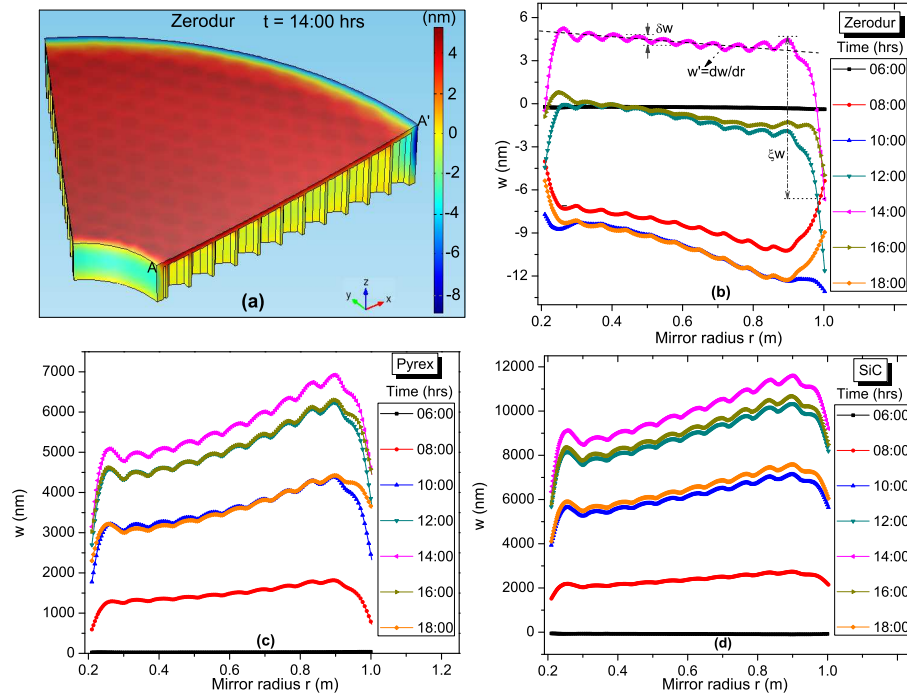 Zerodur t = 14:00 hrs
(nm)
4
2
0
-2
-4
-6
-8
A'
A
z
y
x
(a)
Zerodur
Time (hrs)
06:00
08:00
10:00
12:00
14:00
16:00
18:00
δw
w'=dw/dr
ξw
w (nm)
6
3
0
-3
-6
-9
-12
0.2 0.4 0.6 0.8 1.0
Mirror radius r (m)
(b)
Pyrex
Time (hrs)
06:00
08:00
10:00
12:00
14:00
16:00
18:00
w (nm)
7000
6000
5000
4000
3000
2000
1000
0
0.2 0.4 0.6 0.8 1.0 1.2
Mirror radius r (m)
(c)
SiC
Time (hrs)
06:00
08:00
10:00
12:00
14:00
16:00
18:00
w (nm)
12000
10000
8000
6000
4000
2000
0
0.2 0.4 0.6 0.8 1.0
Mirror radius r (m)
(d)